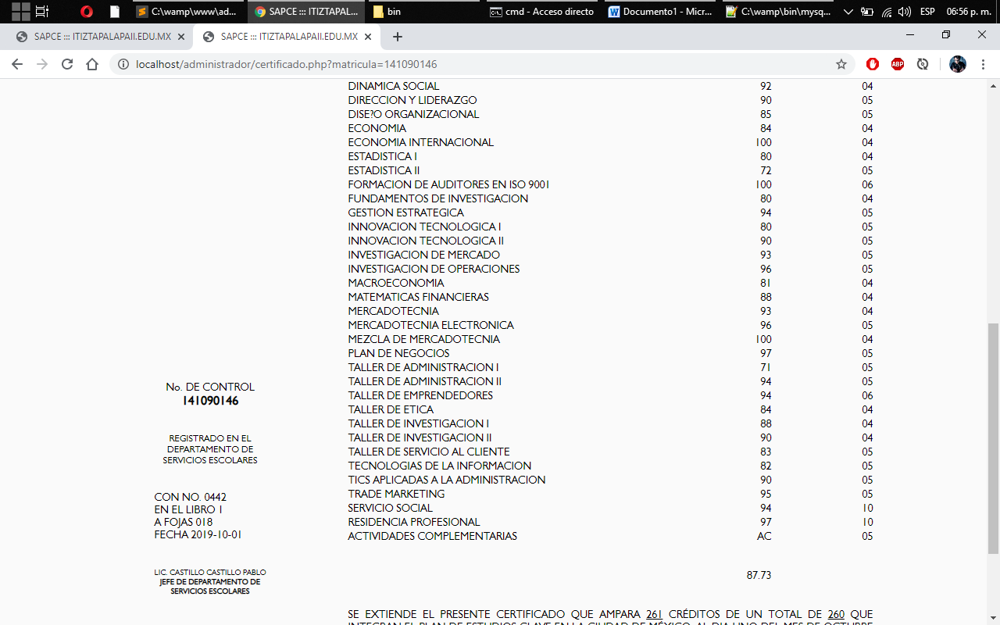 C:\wamp\www\ad...
SAPCE ::: ITIZTAPAL...
bin
cmd - Acceso directo
Documento1 - Micr...
C:\wamp\bin\mysq...
ESP
06:56 p. m.
SAPCE ::: ITIZTAPALAPAII.EDU.MX
SAPCE ::: ITIZTAPALAPAII.EDU.MX
localhost/administrador/certificado.php?matricula=141090146
ABP
DINAMICA SOCIAL 92 04
DIRECCION Y LIDERAZGO 90 05
DISE?O ORGANIZACIONAL 85 05
ECONOMIA 84 04
ECONOMIA INTERNACIONAL 100 04
ESTADISTICA I 80 04
ESTADISTICA II 72 05
FORMACION DE AUDITORES EN ISO 9001 100 06
FUNDAMENTOS DE INVESTIGACION 80 04
GESTION ESTRATEGICA 94 05
INNOVACION TECNOLOGICA I 80 05
INNOVACION TECNOLOGICA II 90 05
INVESTIGACION DE MERCADO 93 05
INVESTIGACION DE OPERACIONES 96 05
MACROECONOMIA 81 04
MATEMATICAS FINANCIERAS 88 04
MERCADOTECNIA 93 04
MERCADOTECNIA ELECTRONICA 96 05
MEZCLA DE MERCADOTECNIA 100 04
PLAN DE NEGOCIOS 97 05
TALLER DE ADMINISTRACION I 71 05
TALLER DE ADMINISTRACION II 94 05
TALLER DE EMPRENDEDORES 94 06
TALLER DE ETICA 84 04
TALLER DE INVESTIGACION I 88 04
TALLER DE INVESTIGACION II 90 04
TALLER DE SERVICIO AL CLIENTE 83 05
TECNOLOGIAS DE LA INFORMACION 82 05
TICS APLICADAS A LA ADMINISTRACION 90 05
TRADE MARKETING 95 05
SERVICIO SOCIAL 94 10
RESIDENCIA PROFESIONAL 97 10
ACTIVIDADES COMPLEMENTARIAS AC 05
No. DE CONTROL
141090146
REGISTRADO EN EL
DEPARTAMENTO DE
SERVICIOS ESCOLARES
CON NO. 0442
EN EL LIBRO 1
A FOJAS 018
FECHA 2019-10-01
LIC. CASTILLO CASTILLO PABLO
JEFE DE DEPARTAMENTO DE
SERVICIOS ESCOLARES
87.73
SE EXTIENDE EL PRESENTE CERTIFICADO QUE AMPARA 261 CRÉDITOS DE UN TOTAL DE 260 QUE
INTEGRAN EL PLAN DE ESTUDIOS CLAVE EN LA CIUDAD DE MÉXICO, AL DIA UNO DEL MES DE OCTUBRE